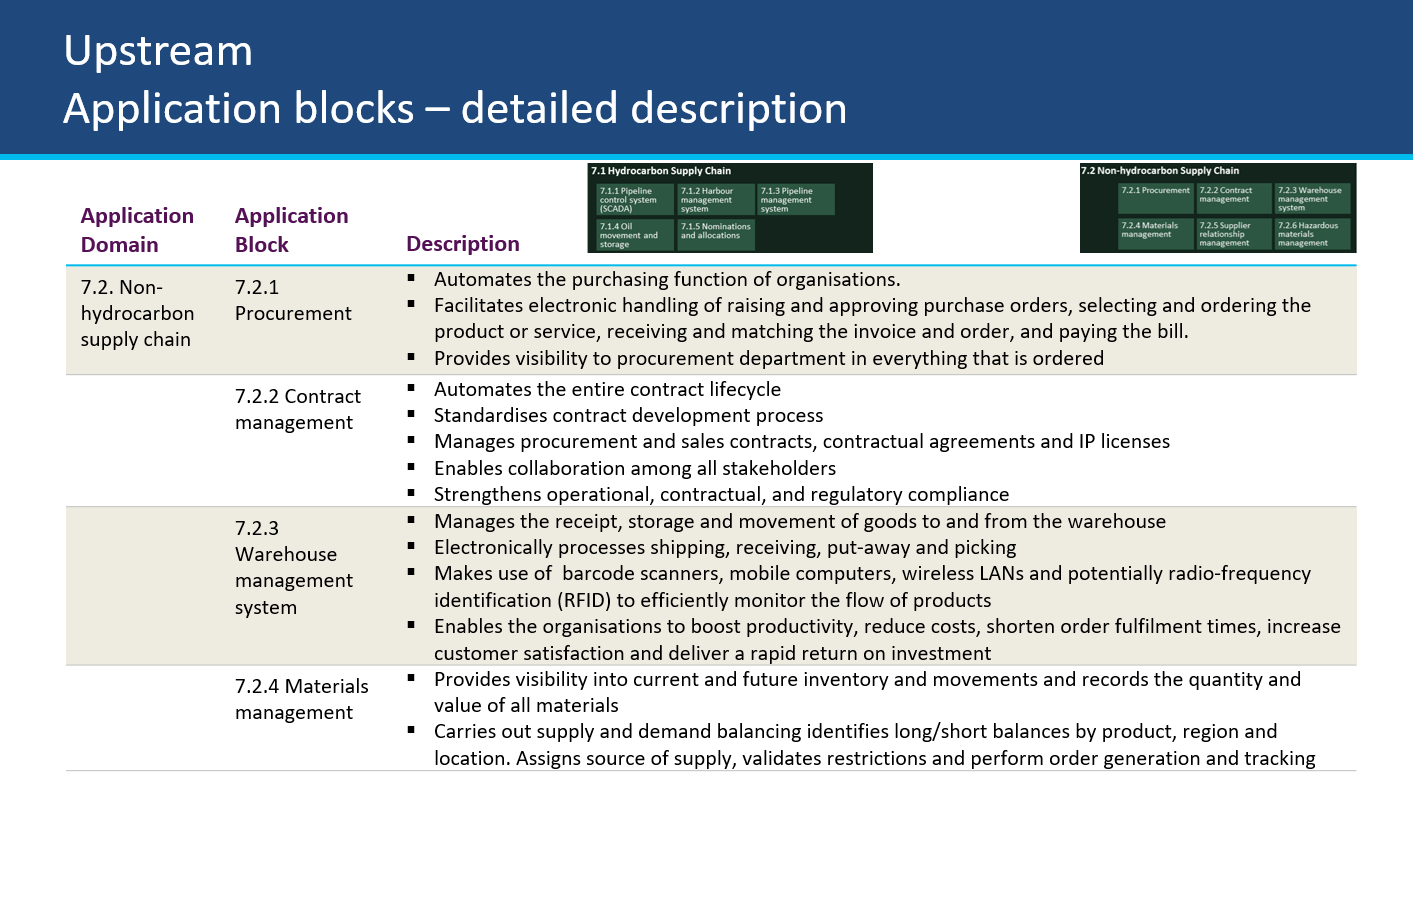 Upstream
Application blocks – detailed description
7.1 Hydrocarbon Supply Chain
7.1.1 Pipeline
control system
(SCADA)
7.1.2 Harbour
management
system
7.1.3 Pipeline
management
system
7.1.4 Oil
movement and
storage
7.1.5 Nominations
and allocations
7.2 Non-hydrocarbon Supply Chain
7.2.1 Procurement
7.2.2 Contract
management
7.2.3 Warehouse
management
system
7.2.4 Materials
management
7.2.5 Supplier
relationship
management
7.2.6 Hazardous
materials
management
Application
Domain
Application
Block
Description
7.2. Non-
hydrocarbon
supply chain
7.2.1
Procurement
▪ Automates the purchasing function of organisations.
▪ Facilitates electronic handling of raising and approving purchase orders, selecting and ordering the
product or service, receiving and matching the invoice and order, and paying the bill.
▪ Provides visibility to procurement department in everything that is ordered
7.2.2 Contract
management
▪ Automates the entire contract lifecycle
▪ Standardises contract development process
▪ Manages procurement and sales contracts, contractual agreements and IP licenses
▪ Enables collaboration among all stakeholders
▪ Strengthens operational, contractual, and regulatory compliance
7.2.3
Warehouse
management
system
▪ Manages the receipt, storage and movement of goods to and from the warehouse
▪ Electronically processes shipping, receiving, put-away and picking
▪ Makes use of  barcode scanners, mobile computers, wireless LANs and potentially radio-frequency
identification (RFID) to efficiently monitor the flow of products
▪ Enables the organisations to boost productivity, reduce costs, shorten order fulfilment times, increase
customer satisfaction and deliver a rapid return on investment
7.2.4 Materials
management
▪ Provides visibility into current and future inventory and movements and records the quantity and
value of all materials
▪ Carries out supply and demand balancing identifies long/short balances by product, region and
location. Assigns source of supply, validates restrictions and perform order generation and tracking